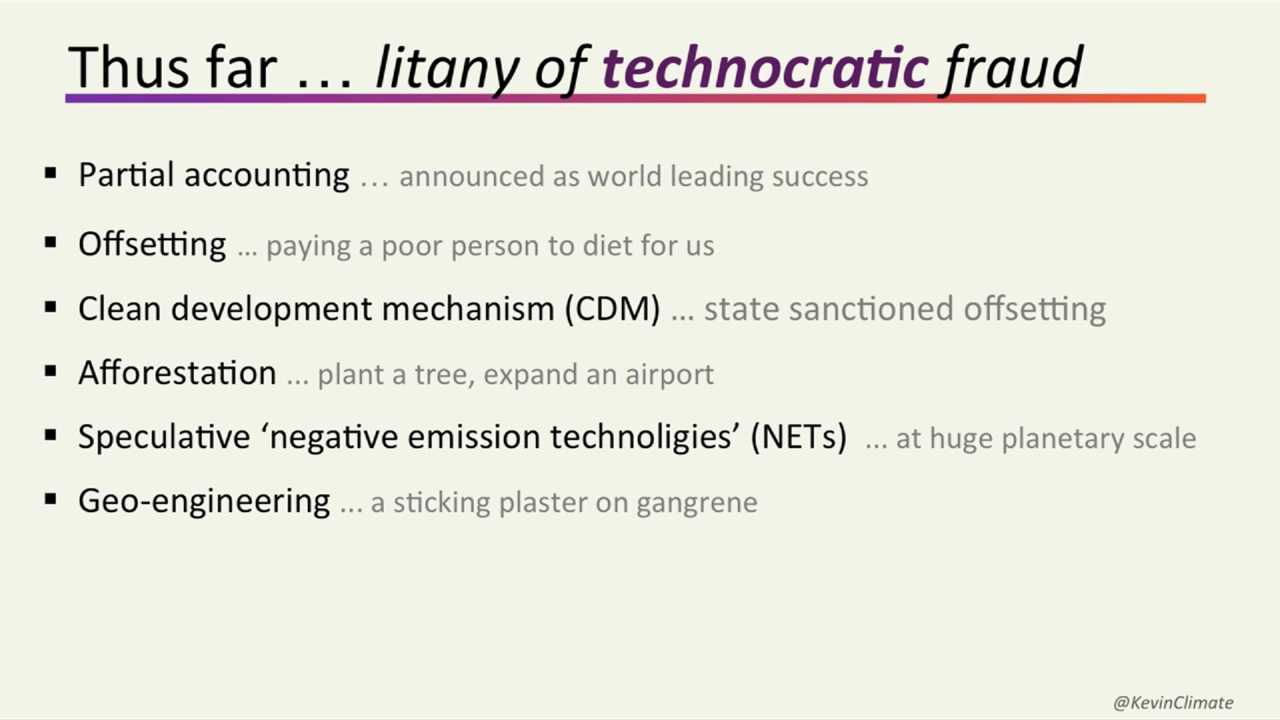 Thus far … litany of technocratic fraud
▪ Partial accounting … announced as world leading success
▪ Offsetting … paying a poor person to diet for us
▪ Clean development mechanism (CDM) … state sanctioned offsetting
▪ Afforestation … plant a tree, expand an airport
▪ Speculative ‘negative emission technoligies’ (NETs) … at huge planetary scale
▪ Geo-engineering … a sticking plaster on gangrene
@KevinClimate